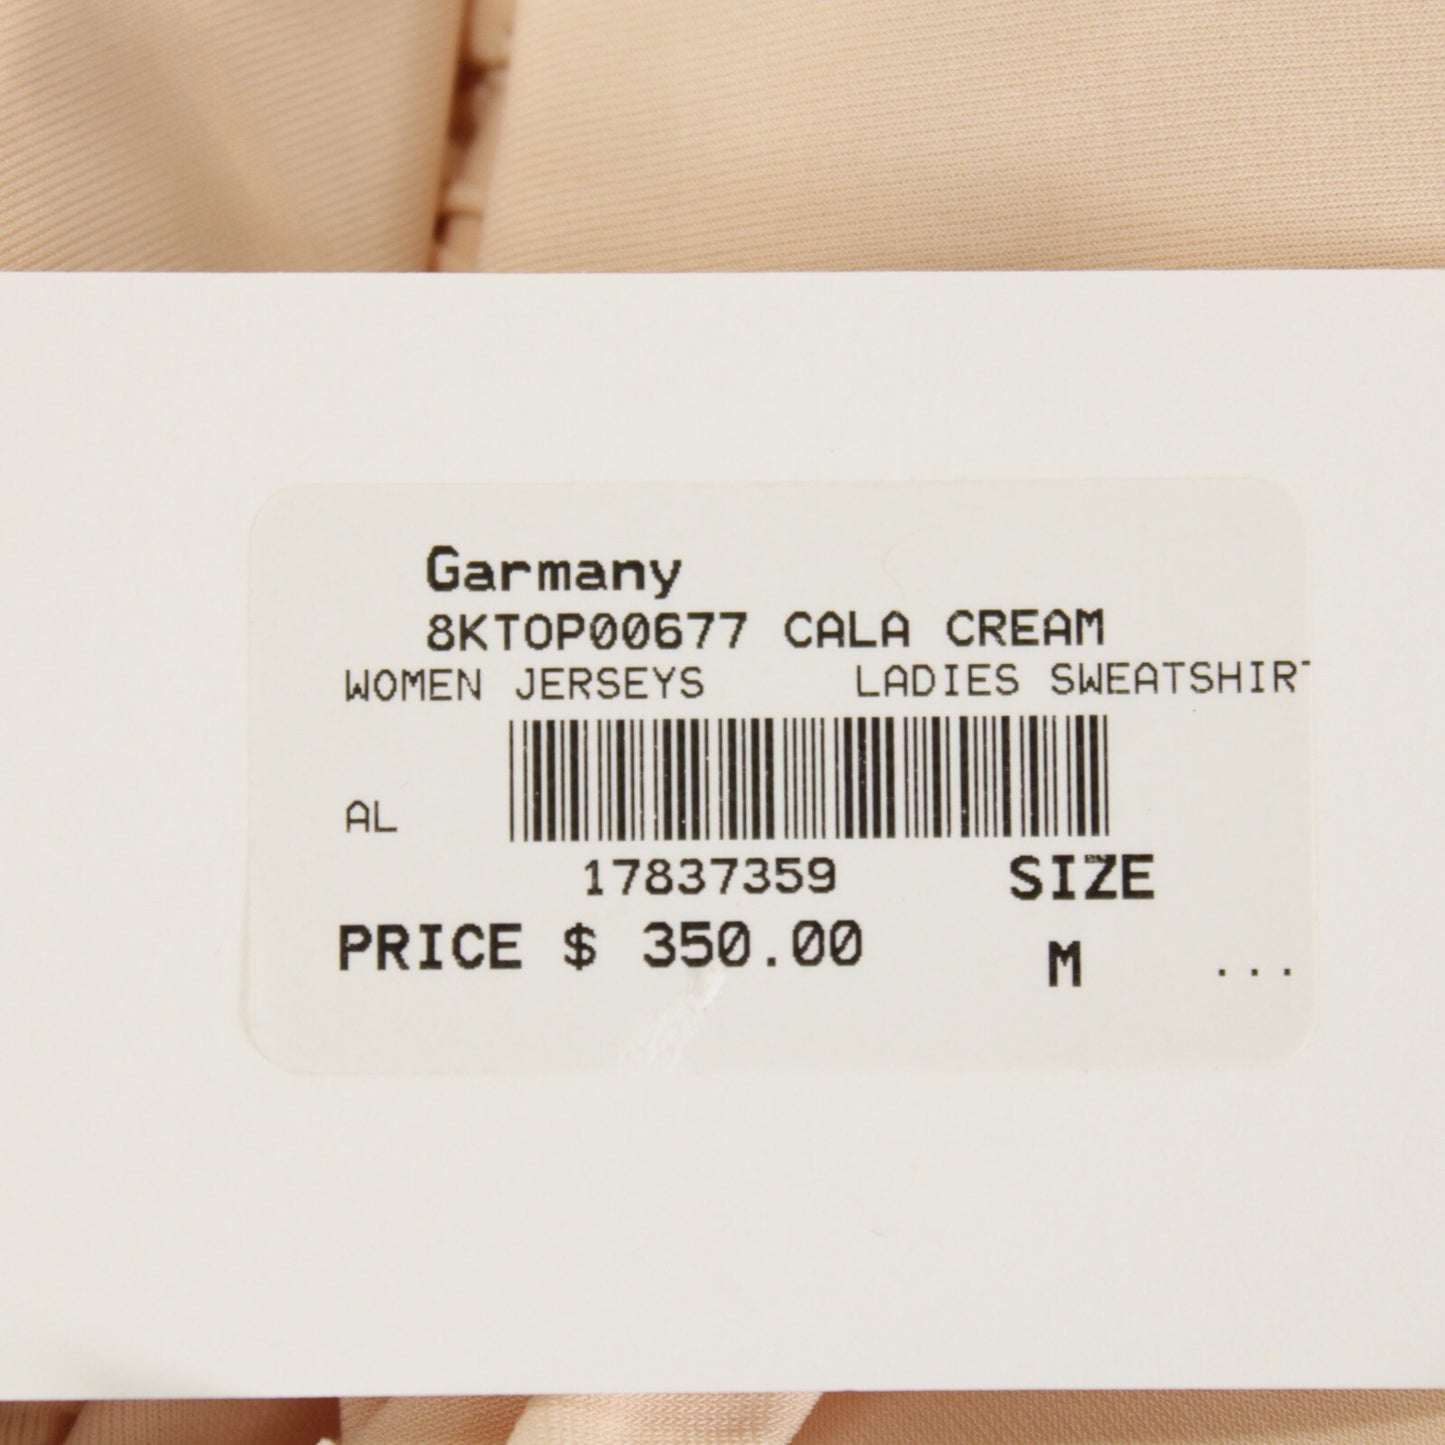 Garmany
8KTOP00677 CALA CREAM
WOMEN JERSEYS LADIES SWEATSHIRT
AL
17837359 SIZE
PRICE $ 350.00 M ...